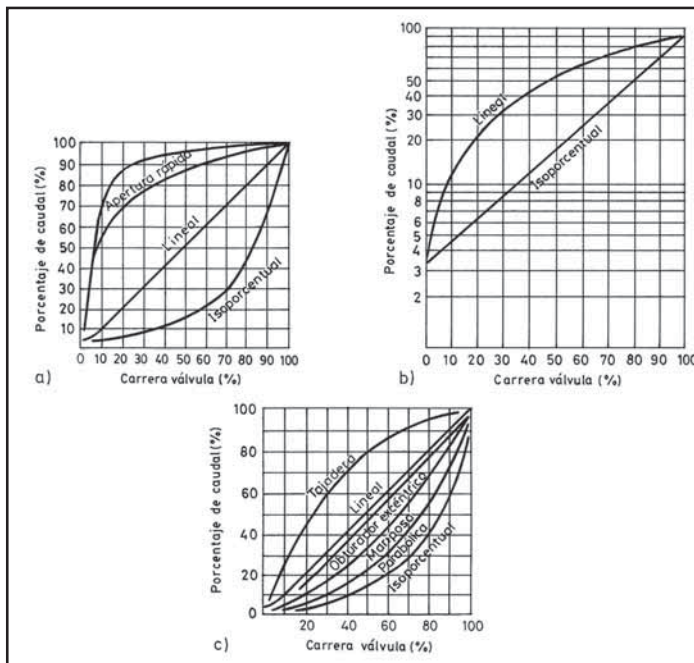 Porcentaje de caudal (%)
100
90
80
70
60
50
40
30
20
10
Apertura rápida
Lineal
Isoporcentual
0 10 20 30 40 50 60 70 80 90 100
Carrera válvula (%)
a)
Porcentaje de caudal (%)
100
50
40
30
20
10
8
6
5
4
3
2
Lineal
Isoporcentual
0 10 20 30 40 50 60 70 80 90 100
Carrera válvula (%)
b)
Porcentaje de caudal (%)
100
80
60
40
20
0
Tajadera
Lineal
Obturador excéntrico
Mariposa
Parabólica
Isoporcentual
20 40 60 80 100
Carrera válvula (%)
c)